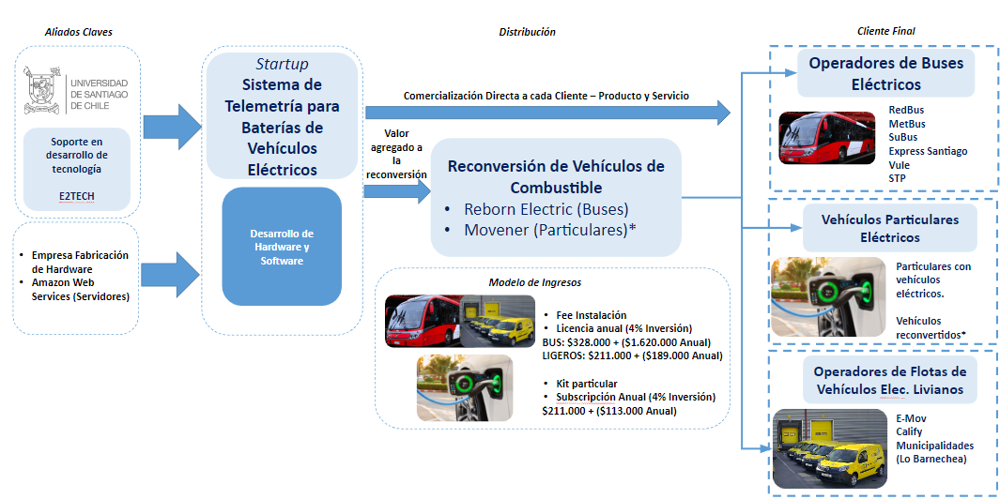 Aliados Claves
UNIVERSIDAD
DE SANTIAGO
DE CHILE
Soporte en
desarrollo de
tecnología
E2TECH
• Empresa Fabricación
de Hardware
• Amazon Web
Services (Servidores)
Startup
Sistema de
Telemetría para
Baterías de
Vehículos
Eléctricos
Desarrollo de
Hardware y
Software
Distribución
Comercialización Directa a cada Cliente – Producto y Servicio
Valor
agregado a
la
reconversión
Reconversión de Vehículos de
Combustible
• Reborn Electric (Buses)
• Movener (Particulares)*
Modelo de Ingresos
• Fee Instalación
• Licencia anual (4% Inversión)
BUS: $328.000 + ($1.620.000 Anual)
LIGEROS: $211.000 + ($189.000 Anual)
• Kit particular
• Subscripción Anual (4% Inversión)
$211.000 + ($113.000 Anual)
Cliente Final
Operadores de Buses
Eléctricos
RedBus
MetBus
SuBus
Express Santiago
Vule
STP
Vehículos Particulares
Eléctricos
Particulares con
vehículos
eléctricos.
Vehículos
reconvertidos*
Operadores de Flotas de
Vehículos Elec. Livianos
E-Mov
Calify
Municipalidades
(Lo Barnechea)